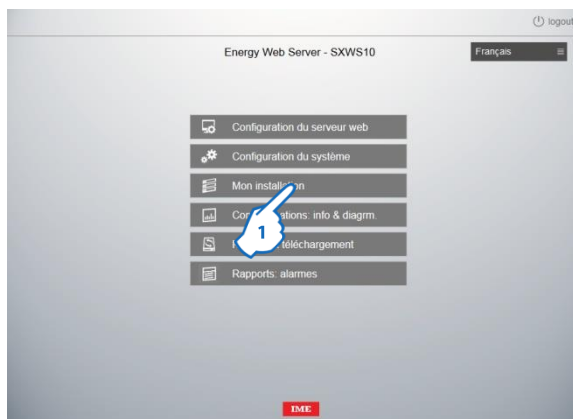 logout
Energy Web Server - SXWS10
Français
Configuration du serveur web
Configuration du système
Mon installation
info & diagrm.
1
téléchargement
Rapports: alarmes
IME